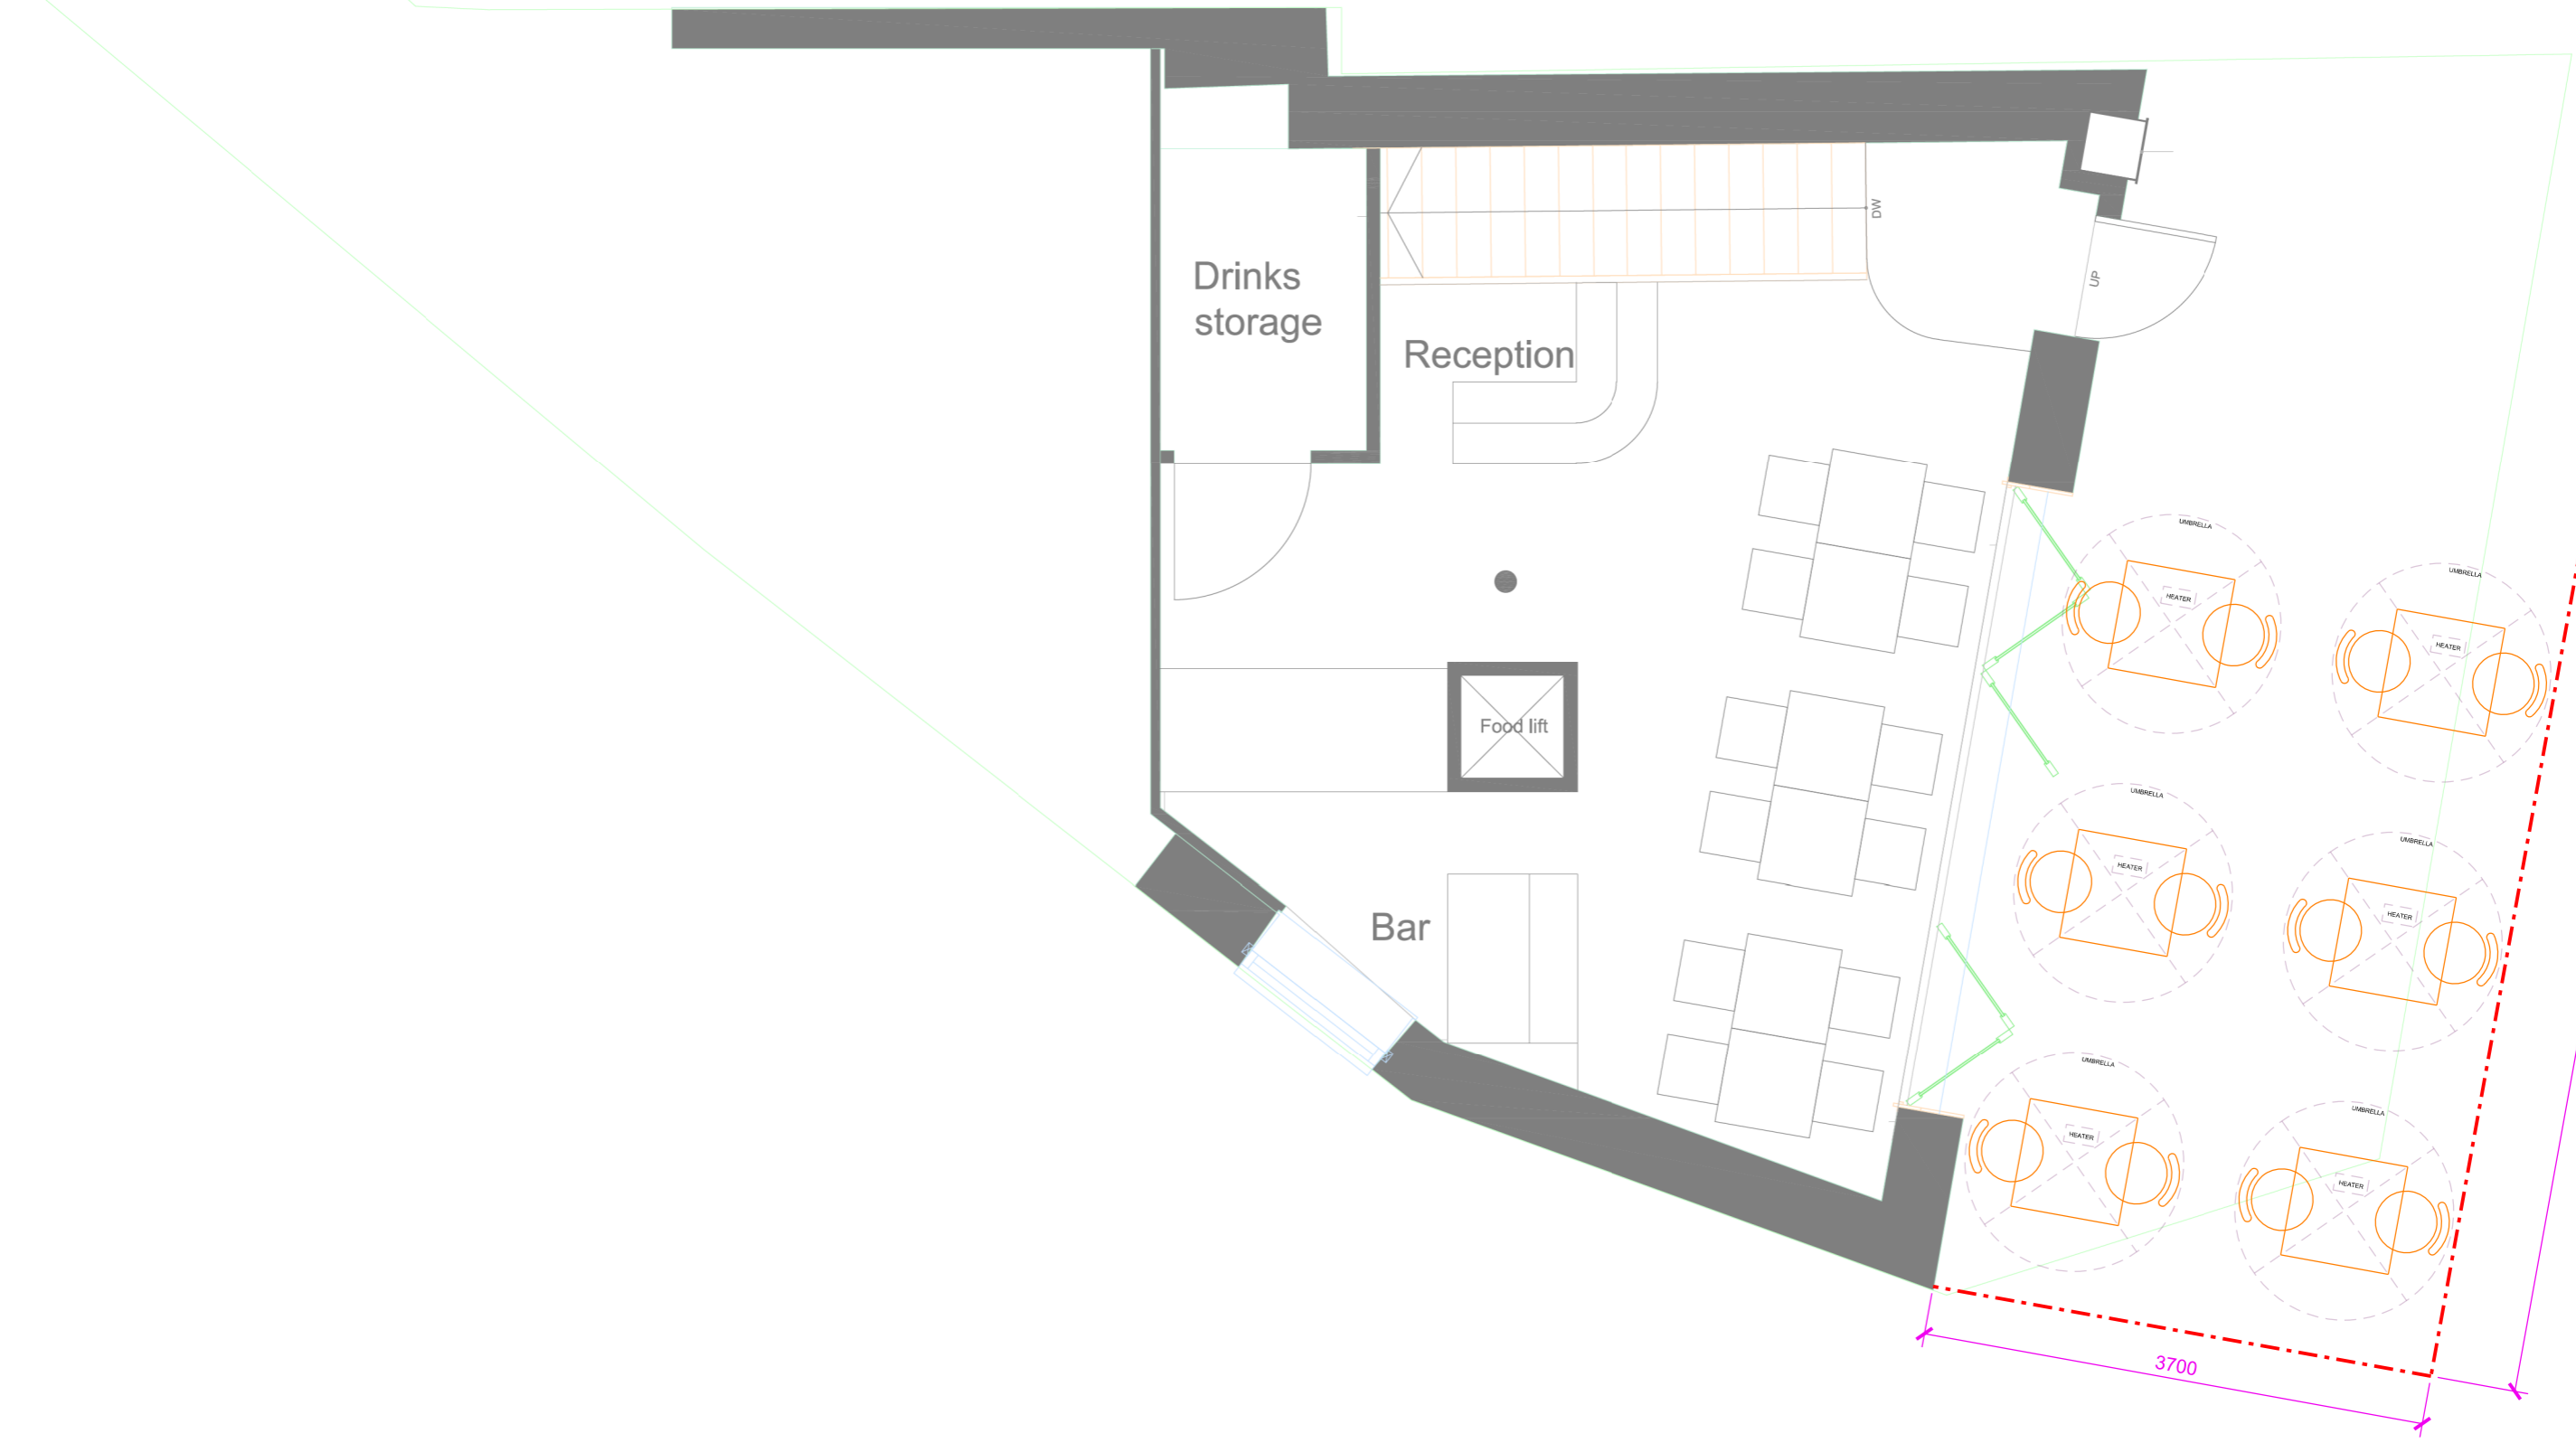 DW
UP
Drinks
storage
Reception
UMBRELLA
HEATER
UMBRELLA
HEATER
Food lift
UMBRELLA
HEATER
UMBRELLA
HEATER
Bar
UMBRELLA
HEATER
UMBRELLA
HEATER
3700